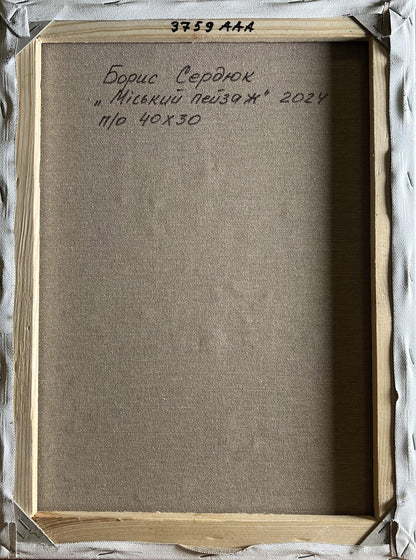 3759 AAA
Борис Сердюк
„Міський пейзаж" 2024
п/о 40х30